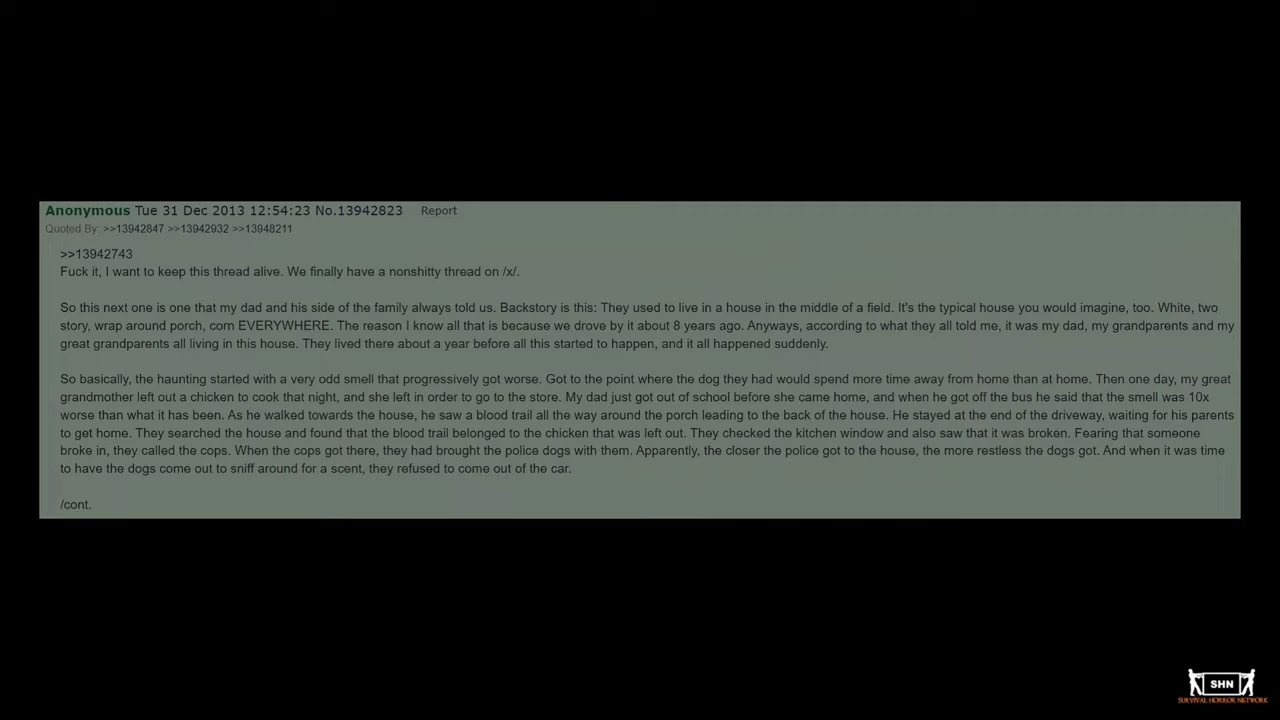 Anonymous Tue 31 Dec 2013 12:54:23 No.13942823 Report
Quoted By: >>13942847 >>13942932 >>13948211
>>13942743
Fuck it, I want to keep this thread alive. We finally have a nonshitty thread on /x/.
So this next one is one that my dad and his side of the family always told us. Backstory is this: They used to live in a house in the middle of a field. It's the typical house you would imagine, too. White, two
story, wrap around porch, corn EVERYWHERE. The reason I know all that is because we drove by it about 8 years ago. Anyways, according to what they all told me, it was my dad, my grandparents and my
great grandparents all living in this house. They lived there about a year before all this started to happen, and it all happened suddenly.
So basically, the haunting started with a very odd smell that progressively got worse. Got to the point where the dog they had would spend more time away from home than at home. Then one day, my great
grandmother left out a chicken to cook that night, and she left in order to go to the store. My dad just got out of school before she came home, and when he got off the bus he said that the smell was 10x
worse than what it has been. As he walked towards the house, he saw a blood trail all the way around the porch leading to the back of the house. He stayed at the end of the driveway, waiting for his parents
to get home. They searched the house and found that the blood trail belonged to the chicken that was left out. They checked the kitchen window and also saw that it was broken. Fearing that someone
broke in, they called the cops. When the cops got there, they had brought the police dogs with them. Apparently, the closer the police got to the house, the more restless the dogs got. And when it was time
to have the dogs come out to sniff around for a scent, they refused to come out of the car.
/cont.
SHN
SURVIVAL HORROR NETWORK